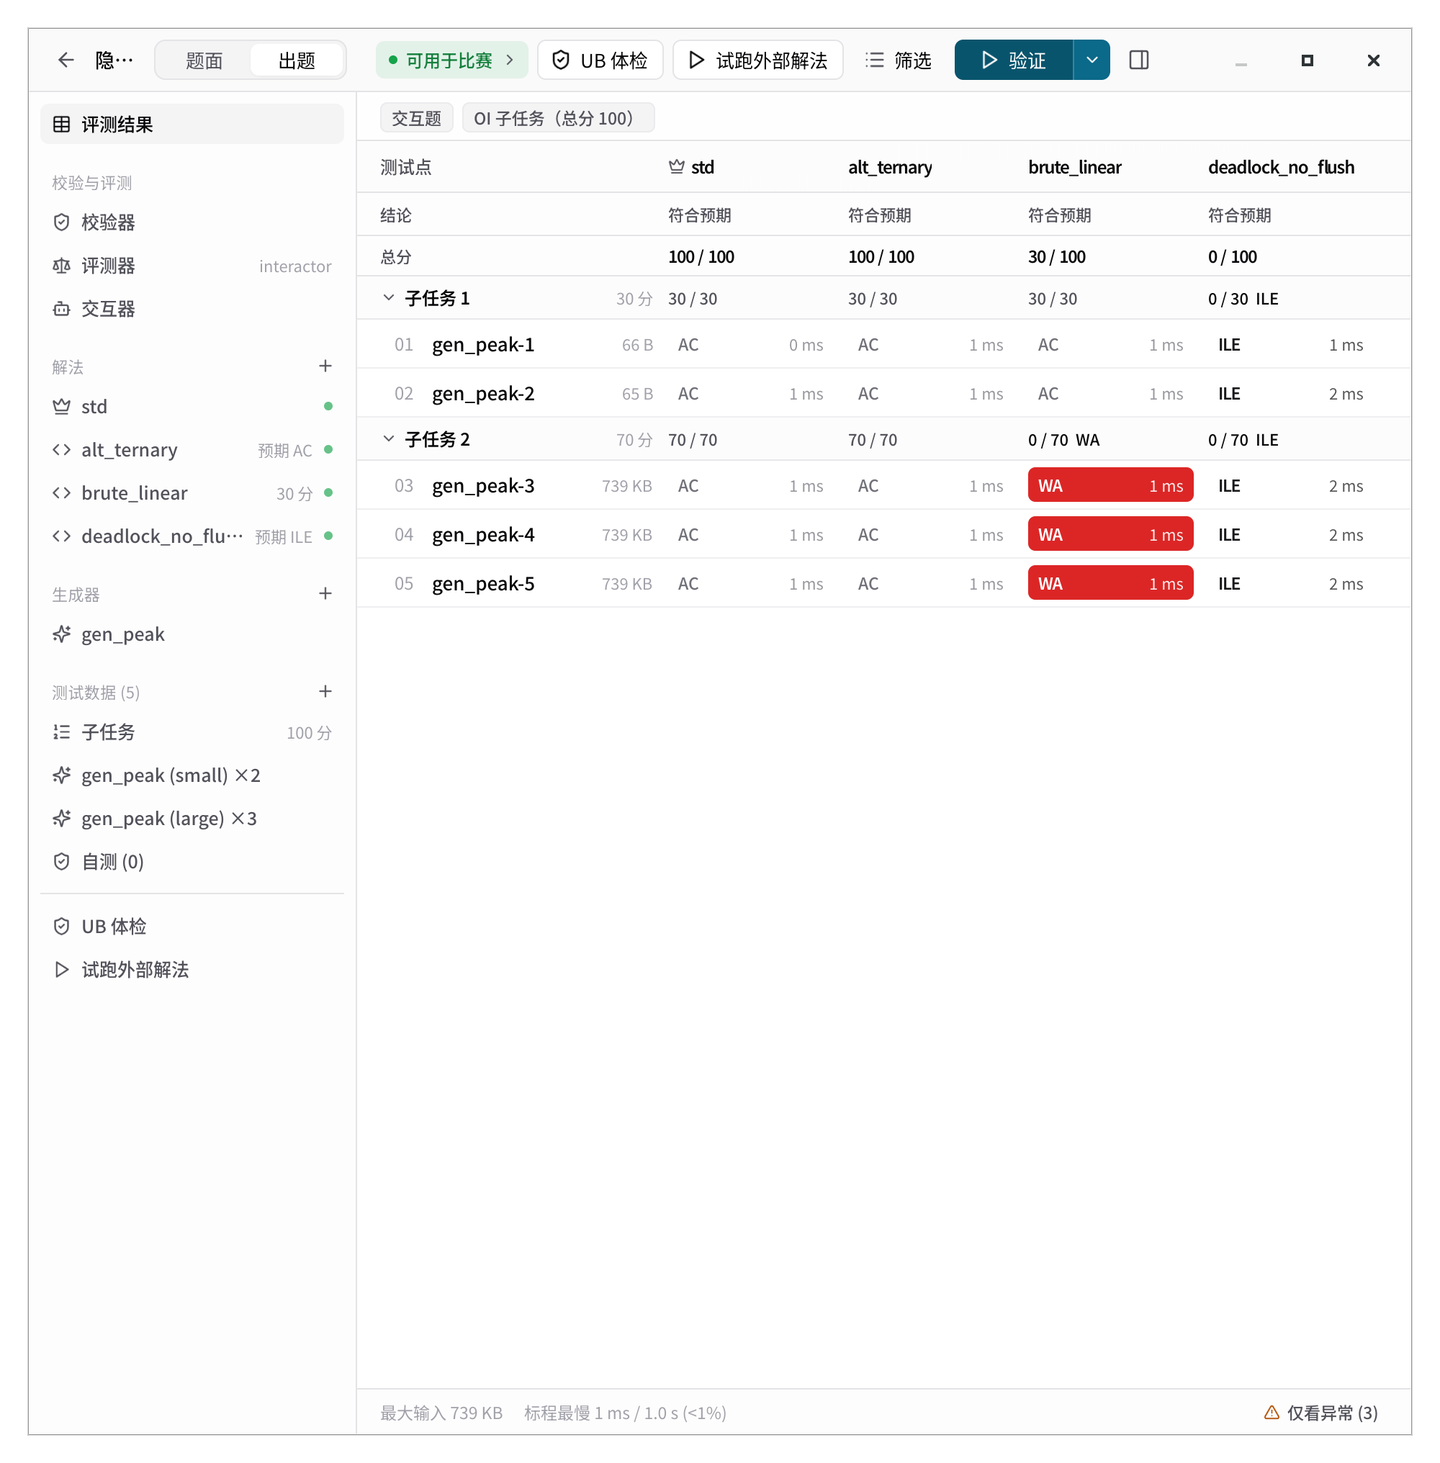 隐… 题面 出题 可用于比赛 UB 体检 试跑外部解法 筛选 验证
评测结果
校验与评测
校验器
评测器 interactor
交互器
解法
std
alt_ternary 预期 AC
brute_linear 30 分
deadlock_no_flu… 预期 ILE
生成器
gen_peak
测试数据 (5)
子任务 100 分
gen_peak (small) ×2
gen_peak (large) ×3
自测 (0)
UB 体检
试跑外部解法
交互题 OI 子任务（总分 100）
测试点 std alt_ternary brute_linear deadlock_no_flush
结论 符合预期 符合预期 符合预期 符合预期
总分 100 / 100 100 / 100 30 / 100 0 / 100
子任务 1 30 分 30 / 30 30 / 30 30 / 30 0 / 30 ILE
01 gen_peak-1 66 B AC 0 ms AC 1 ms AC 1 ms ILE 1 ms
02 gen_peak-2 65 B AC 1 ms AC 1 ms AC 1 ms ILE 2 ms
子任务 2 70 分 70 / 70 70 / 70 0 / 70 WA 0 / 70 ILE
03 gen_peak-3 739 KB AC 1 ms AC 1 ms WA 1 ms ILE 2 ms
04 gen_peak-4 739 KB AC 1 ms AC 1 ms WA 1 ms ILE 2 ms
05 gen_peak-5 739 KB AC 1 ms AC 1 ms WA 1 ms ILE 2 ms
最大输入 739 KB 标程最慢 1 ms / 1.0 s (<1%) 仅看异常 (3)